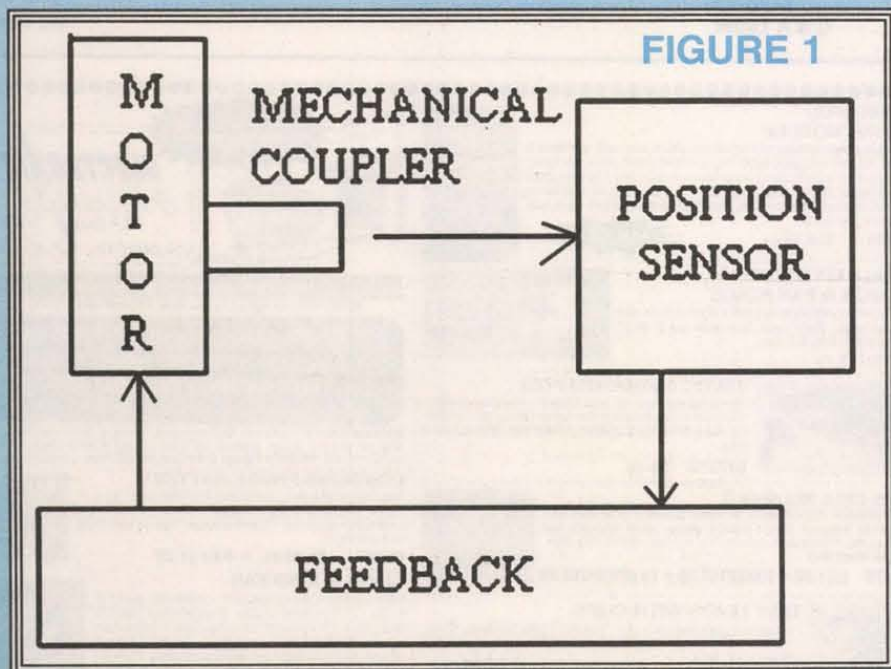 FIGURE 1
M
O
T
O
R
MECHANICAL
COUPLER
POSITION
SENSOR
FEEDBACK